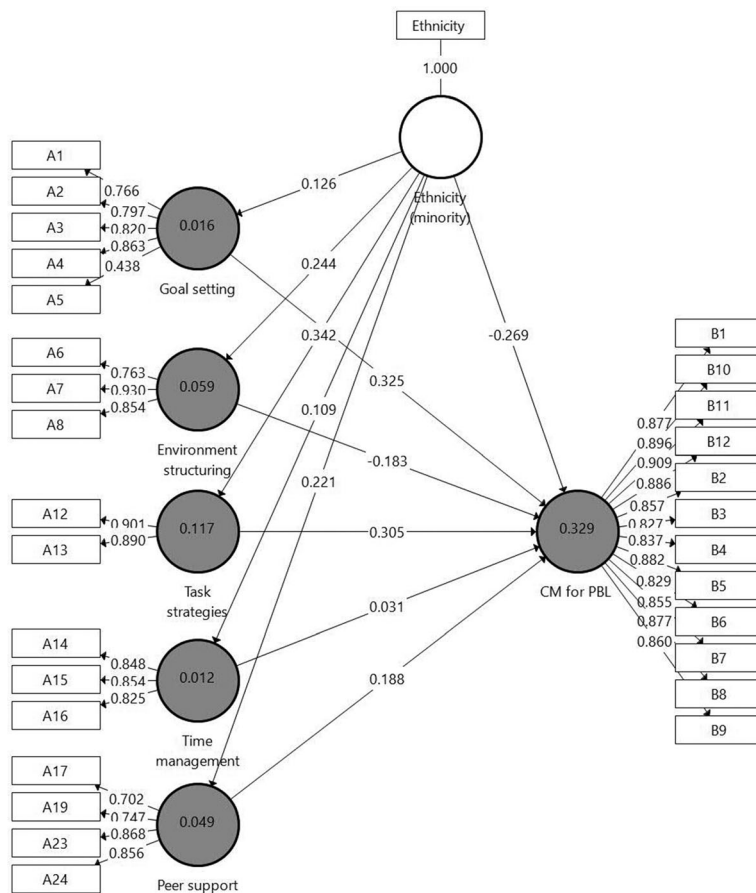 Ethnicity
1.000
Ethnicity
(minority)
A1
A2
A3
A4
A5
0.766
0.797
0.820
0.863
0.438
0.016
Goal setting
0.126
0.244
0.342
0.109
0.221
-0.269
A6
A7
A8
0.763
0.930
0.854
0.059
Environment
structuring
0.325
-0.183
0.305
0.031
0.188
A12
A13
0.901
0.890
0.117
Task
strategies
A14
A15
A16
0.848
0.854
0.825
0.012
Time
management
A17
A19
A23
A24
0.702
0.747
0.868
0.856
0.049
Peer support
0.329
CM for PBL
0.877
0.896
0.909
0.886
0.857
0.827
0.837
0.882
0.829
0.855
0.877
0.860
B1
B10
B11
B12
B2
B3
B4
B5
B6
B7
B8
B9